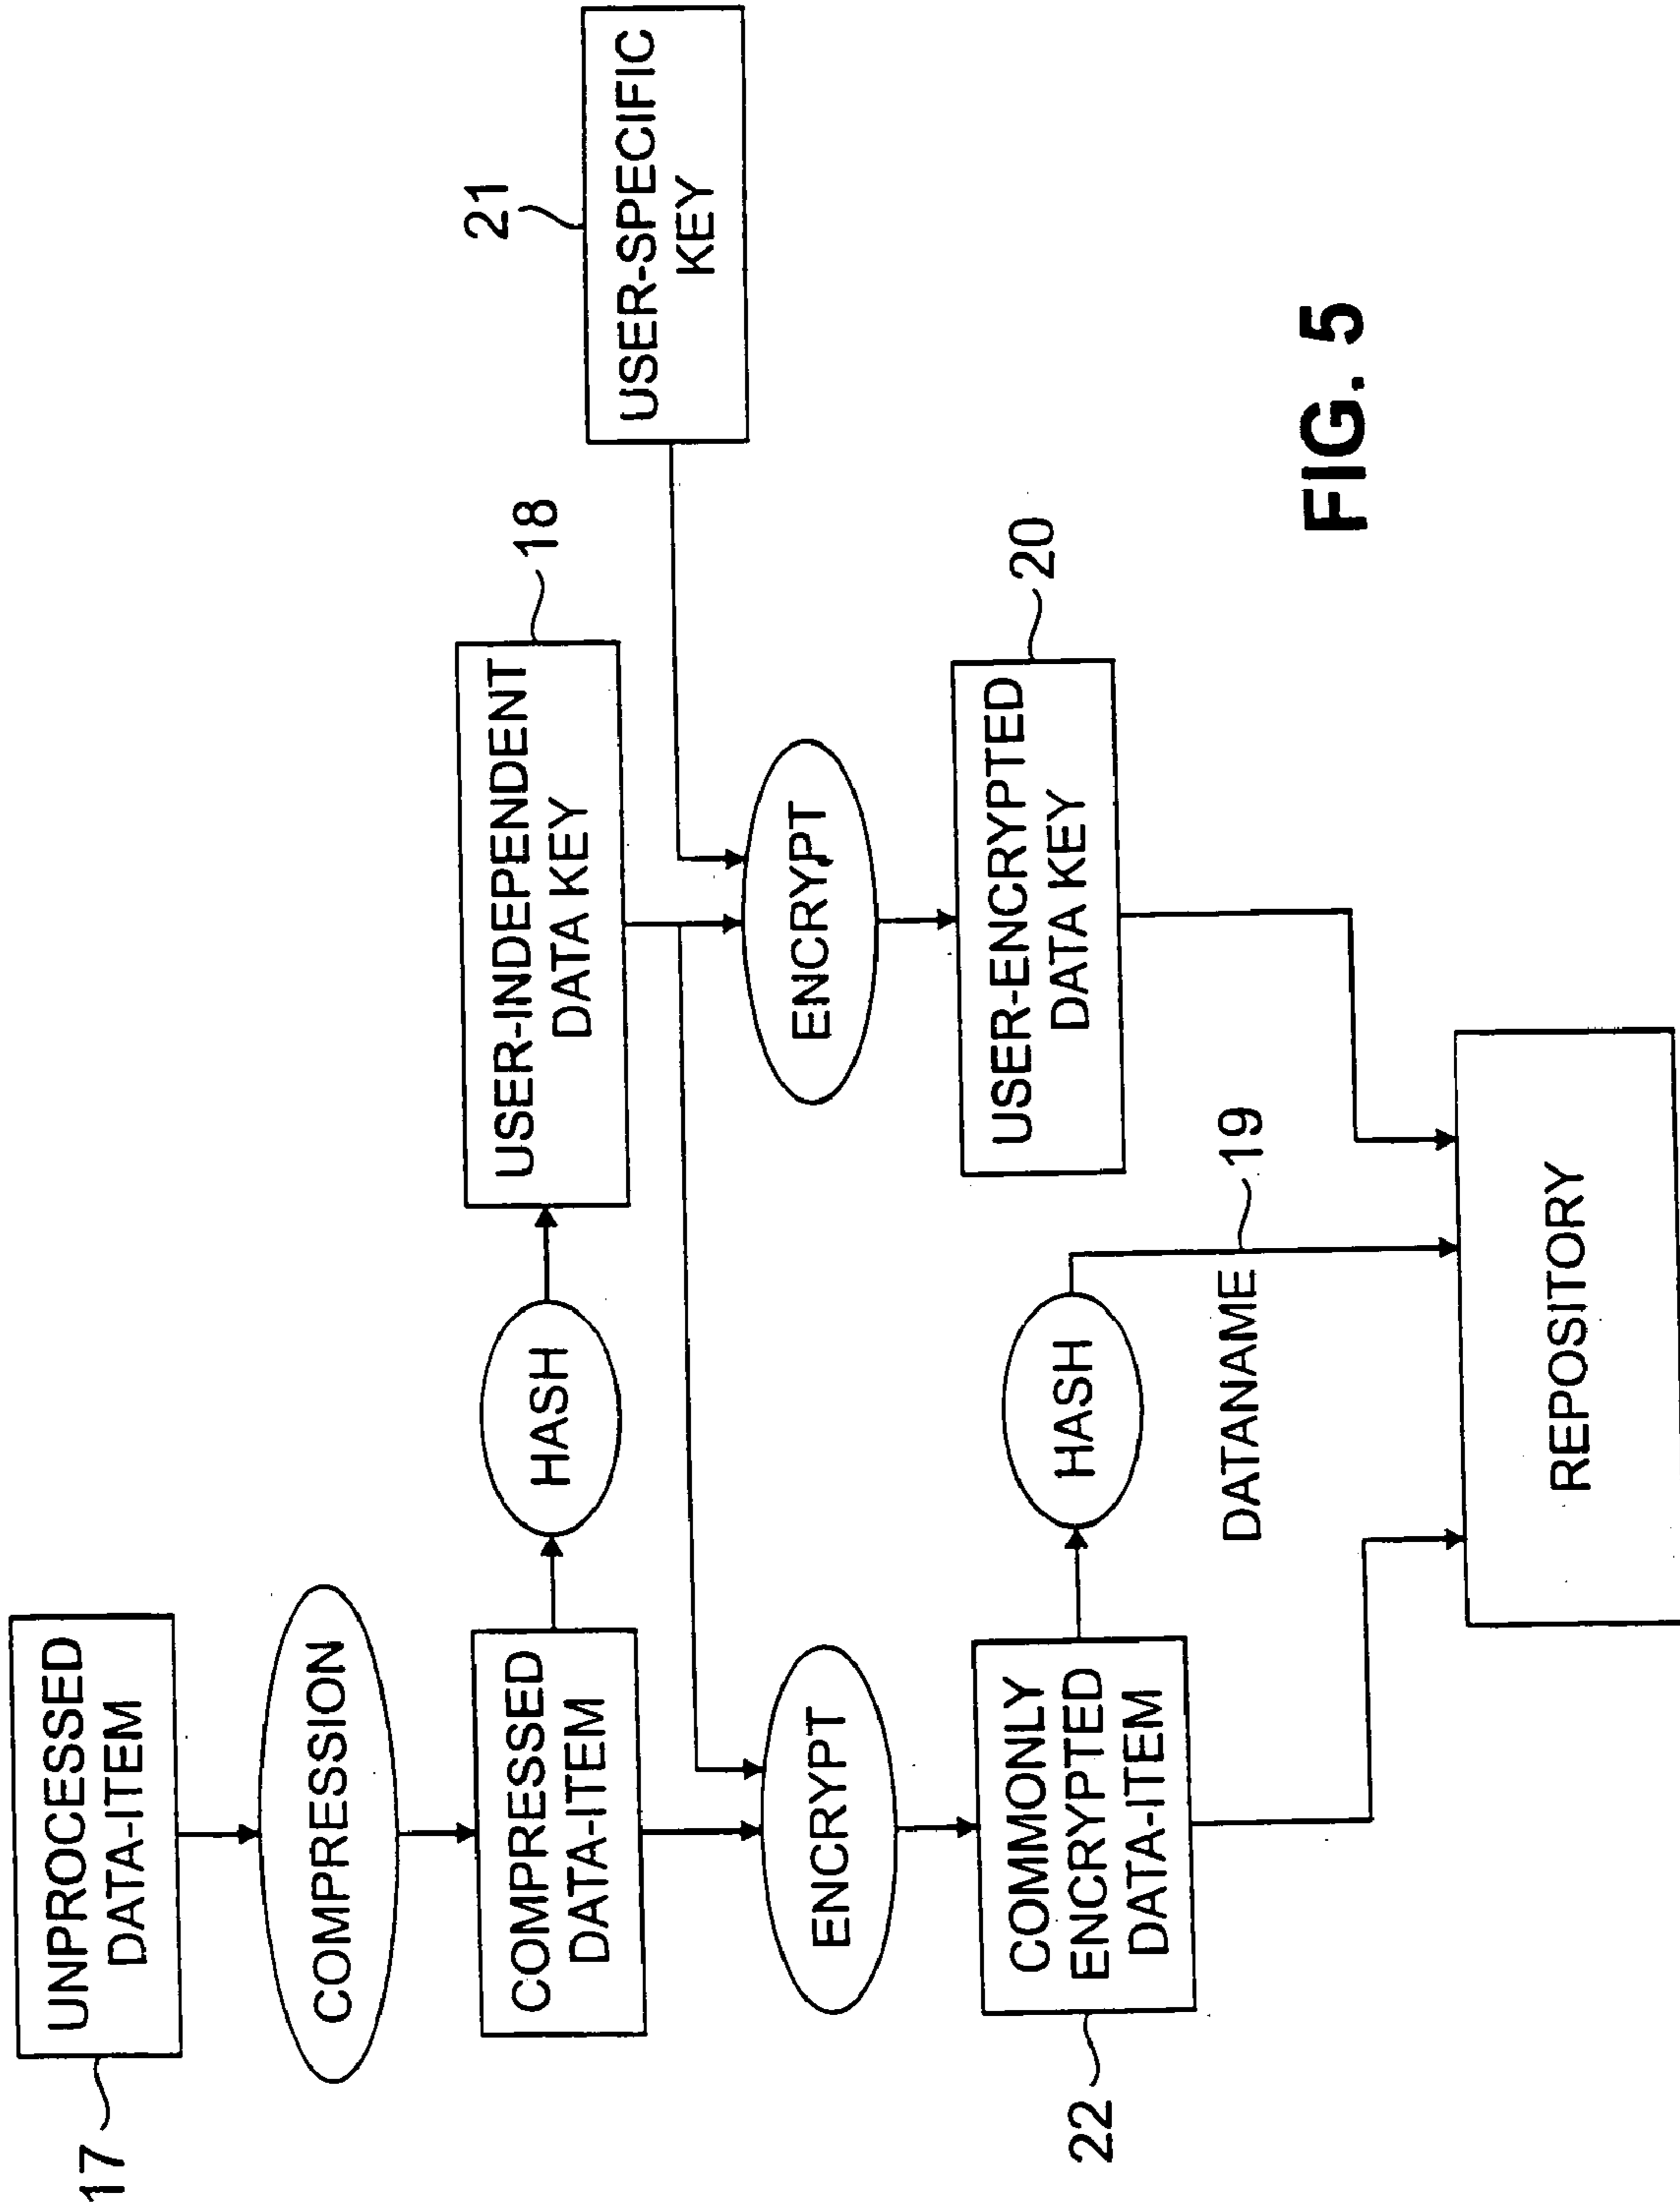 17
UNPROCESSED
DATA-ITEM
COMPRESSION
COMPRESSED
DATA-ITEM
HASH
USER-INDEPENDENT
DATA KEY
18
21
USER-SPECIFIC
KEY
ENCRYPT
ENCRYPT
22
COMMONLY
ENCRYPTED
DATA-ITEM
HASH
DATANAME
19
USER-ENCRYPTED
DATA KEY
20
REPOSITORY
FIG. 5